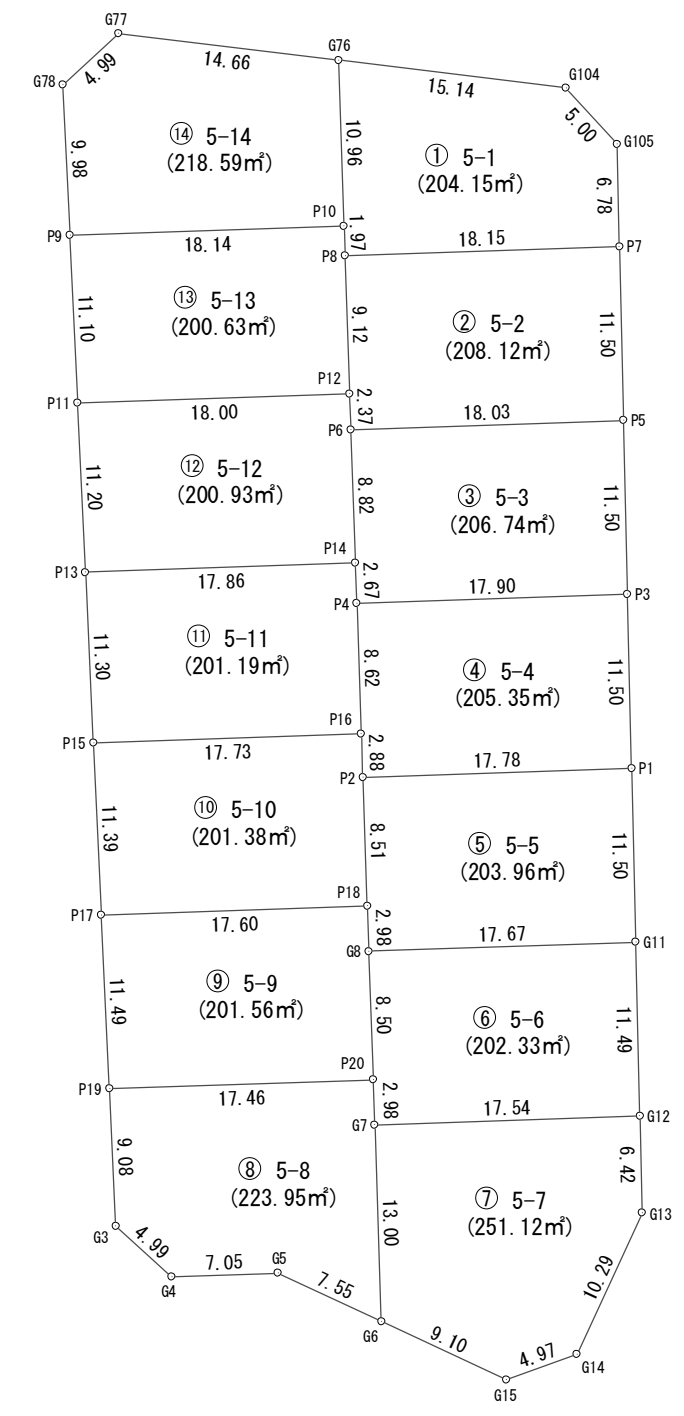 G77
G76
14.66
4.99
G78
G104
15.14
5.00
G105
⑭ 5-14
(218.59㎡)
9.98
10.96
① 5-1
(204.15㎡)
6.78
P10
P9
18.14
1.97
P8
18.15
P7
⑬ 5-13
(200.63㎡)
11.10
9.12
② 5-2
(208.12㎡)
11.50
P12
P11
18.00
2.37
P6
18.03
P5
⑫ 5-12
(200.93㎡)
11.20
8.82
③ 5-3
(206.74㎡)
11.50
P14
P13
17.86
2.67
P4
17.90
P3
⑪ 5-11
(201.19㎡)
11.30
8.62
④ 5-4
(205.35㎡)
11.50
P16
P15
17.73
2.88
P2
17.78
P1
⑩ 5-10
(201.38㎡)
11.39
8.51
⑤ 5-5
(203.96㎡)
11.50
P18
P17
17.60
2.98
G8
17.67
G11
⑨ 5-9
(201.56㎡)
11.49
8.50
⑥ 5-6
(202.33㎡)
11.49
P20
P19
17.46
2.98
G7
17.54
G12
9.08
⑧ 5-8
(223.95㎡)
13.00
⑦ 5-7
(251.12㎡)
6.42
G13
G3
4.99
G4
7.05
G5
7.55
G6
9.10
10.29
4.97
G14
G15